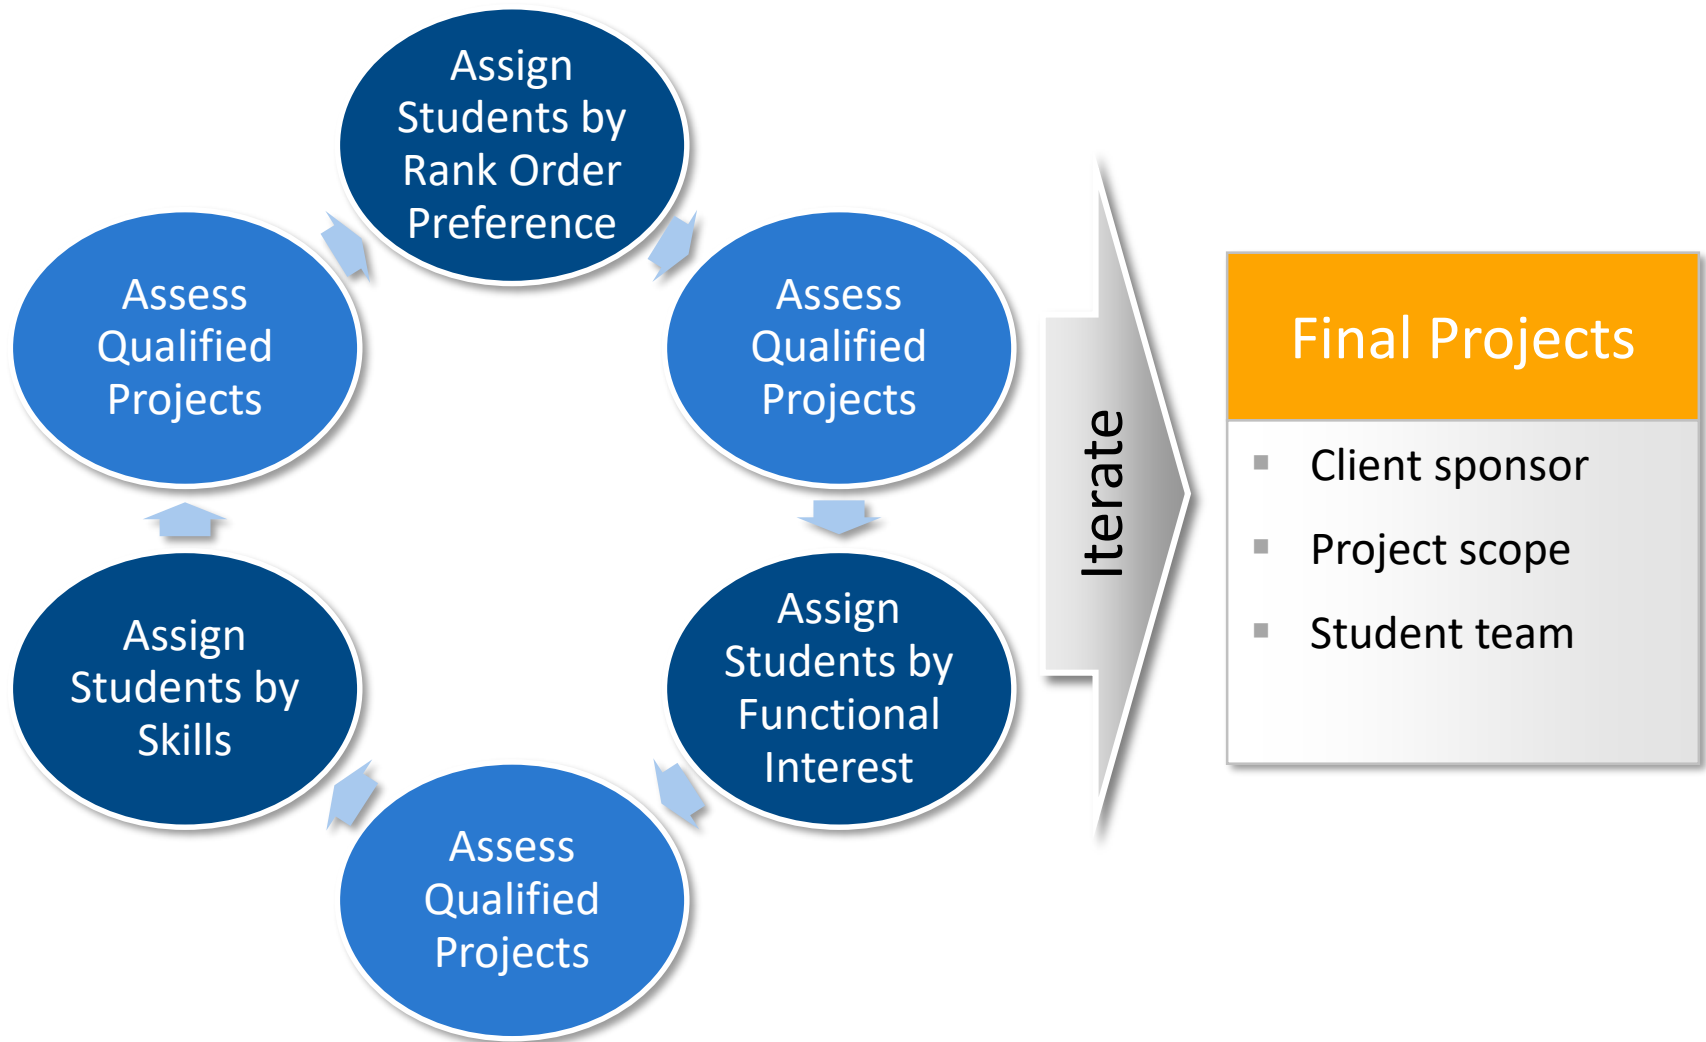 Assign
Students by
Rank Order
Preference
Assess
Qualified
Projects
Assign
Students by
Functional
Interest
Assess
Qualified
Projects
Assign
Students by
Skills
Assess
Qualified
Projects
Iterate
Final Projects
▪ Client sponsor
▪ Project scope
▪ Student team